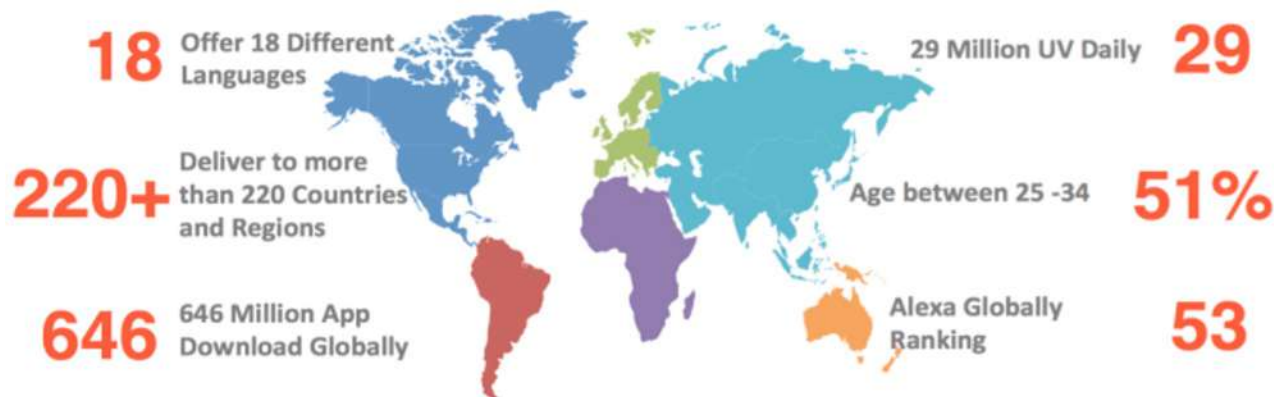 18
Offer 18 Different
Languages
220+
Deliver to more
than 220 Countries
and Regions
646
646 Million App
Download Globally
29 Million UV Daily
29
Age between 25 -34
51%
Alexa Globally
Ranking
53